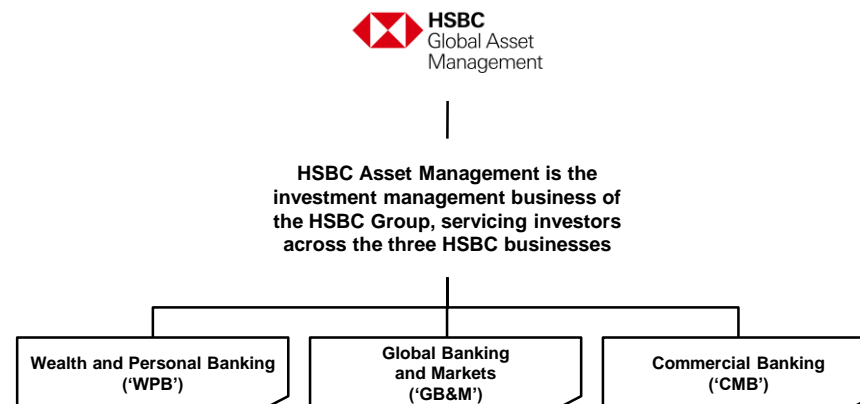 HSBC
Global Asset
Management
HSBC Asset Management is the
investment management business of
the HSBC Group, servicing investors
across the three HSBC businesses
Wealth and Personal Banking
(‘WPB’)
Global Banking
and Markets
(‘GB&M’)
Commercial Banking
(‘CMB’)